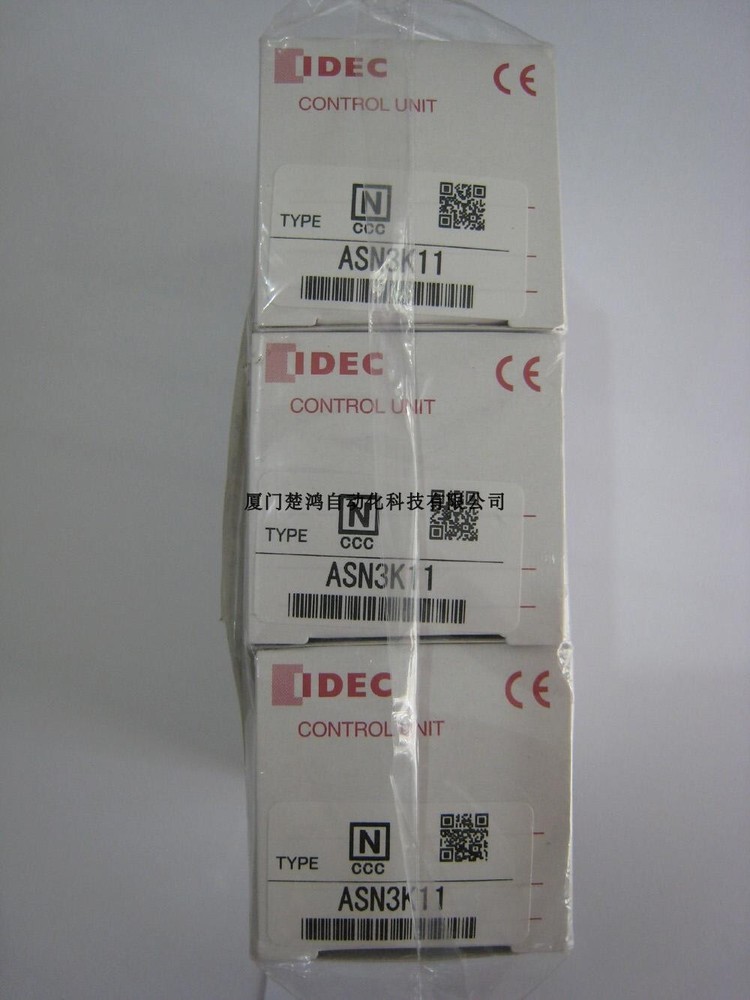 IDEC
CE
CONTROL UNIT
N
CCC
TYPE
ASN3K11
IDEC
CE
CONTROL UNIT
厦门楚鸿自动化科技有限公司
N
CCC
TYPE
ASN3K11
IDEC
CE
CONTROL UNIT
N
CCC
TYPE
ASN3K11